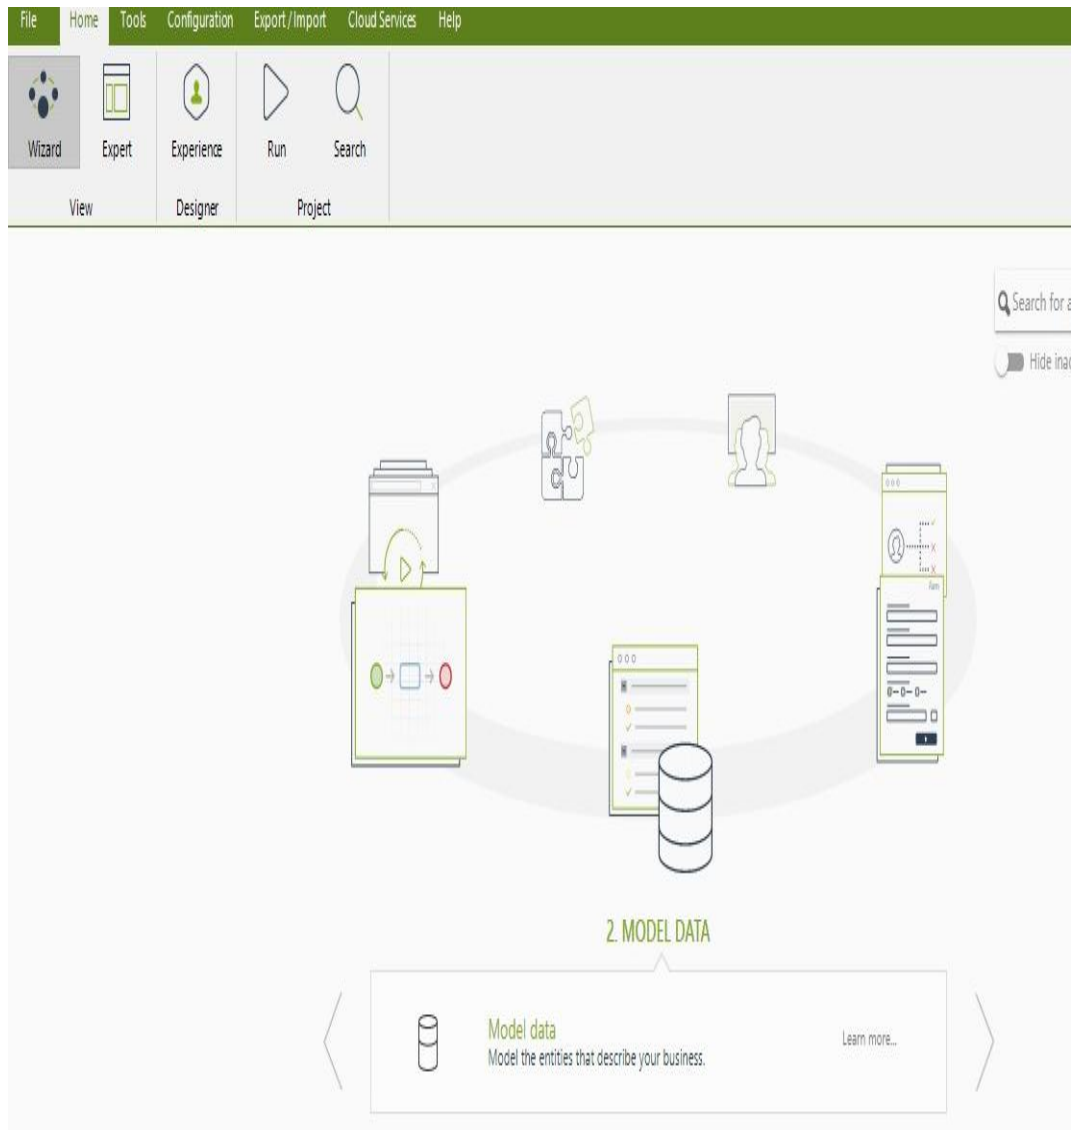 File Home Tools Configuration Export / Import Cloud Services Help
Wizard Expert Experience Run Search
View Designer Project
Search for a
Hide inac
Form
2. MODEL DATA
Model data
Learn more...
Model the entities that describe your business.